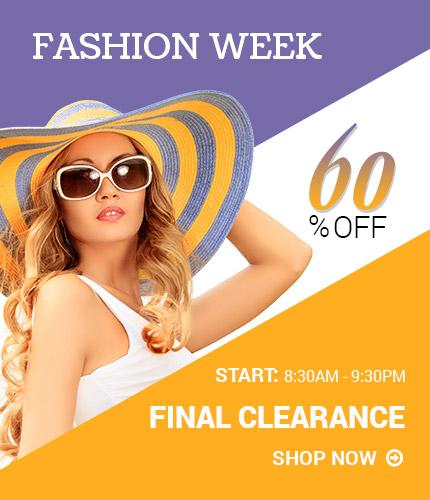 FASHION WEEK
60
% OFF
START: 8:30AM - 9:30PM
FINAL CLEARANCE
SHOP NOW